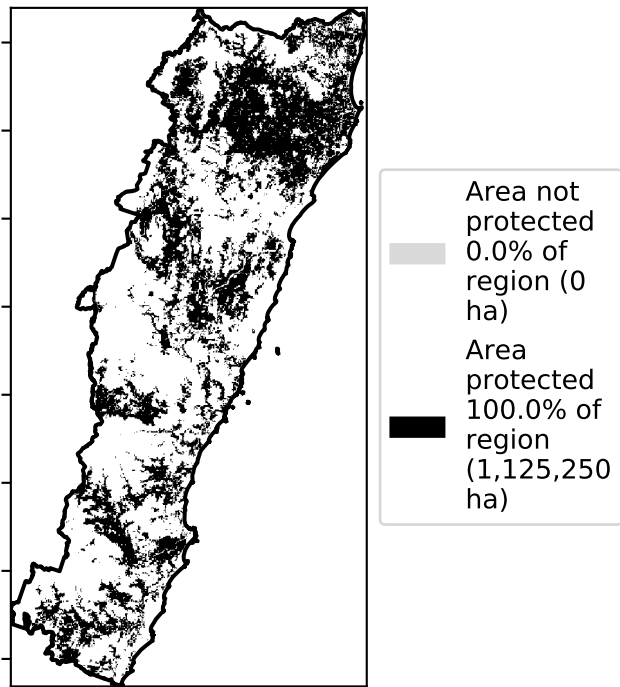 Area not
protected
0.0% of
region (0
ha)
Area
protected
100.0% of
region
(1,125,250
ha)